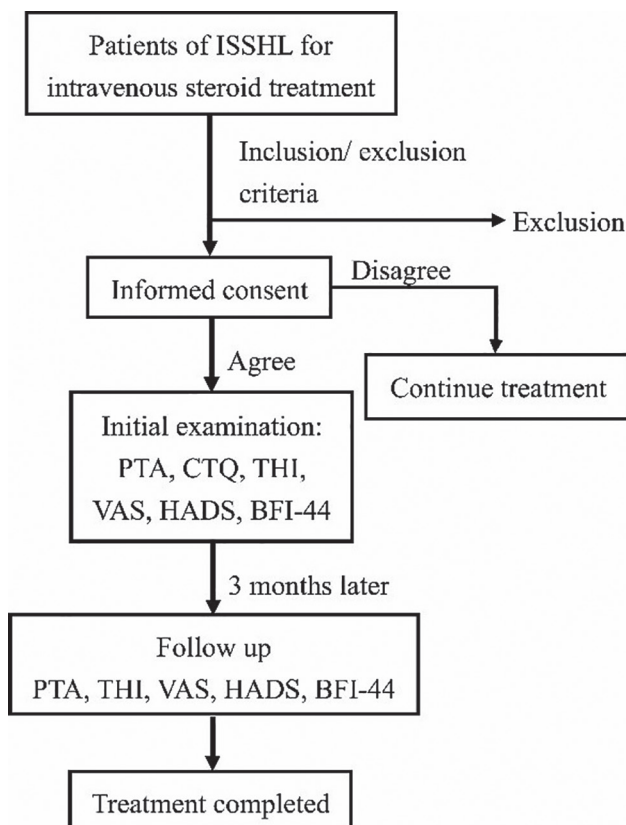 Patients of ISSHL for
intravenous steroid treatment
Inclusion/ exclusion
criteria
Exclusion
Informed consent
Disagree
Agree
Continue treatment
Initial examination:
PTA, CTQ, THI,
VAS, HADS, BFI-44
3 months later
Follow up
PTA, THI, VAS, HADS, BFI-44
Treatment completed